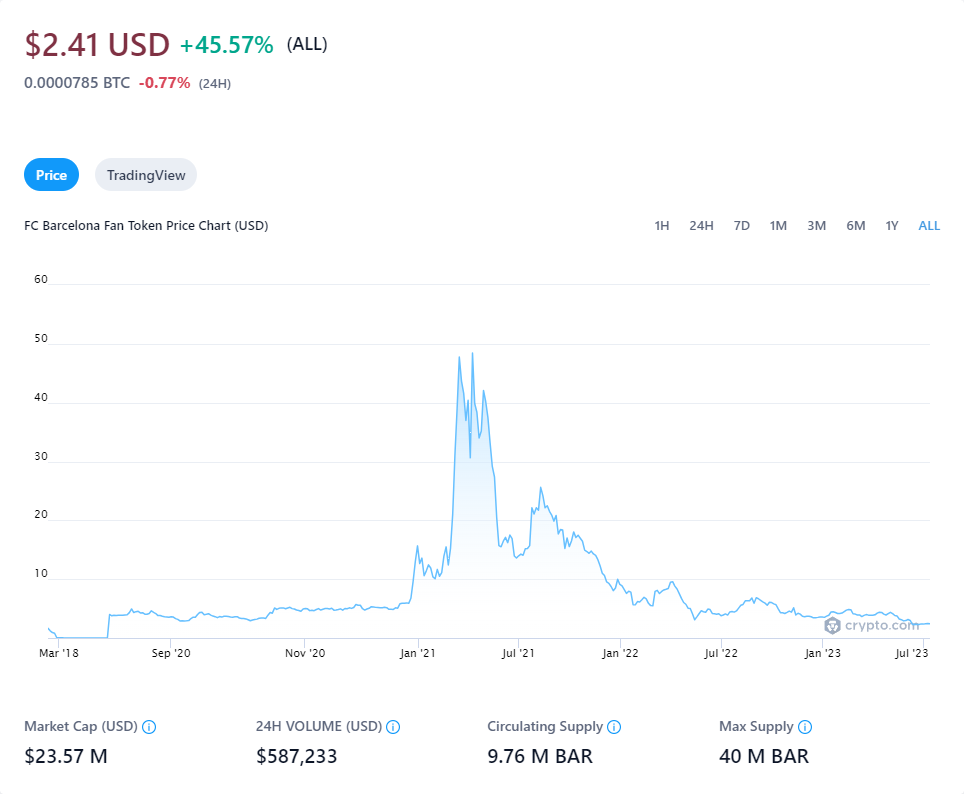 $2.41 USD +45.57% (ALL)
0.0000785 BTC -0.77% (24H)
Price TradingView
FC Barcelona Fan Token Price Chart (USD) 1H 24H 7D 1M 3M 6M 1Y ALL
60
50
40
30
20
10
crypto.com
Mar '18 Sep '20 Nov '20 Jan '21 Jul '21 Jan '22 Jul '22 Jan '23 Jul '23
Market Cap (USD) 24H VOLUME (USD) Circulating Supply Max Supply
$23.57 M $587,233 9.76 M BAR 40 M BAR